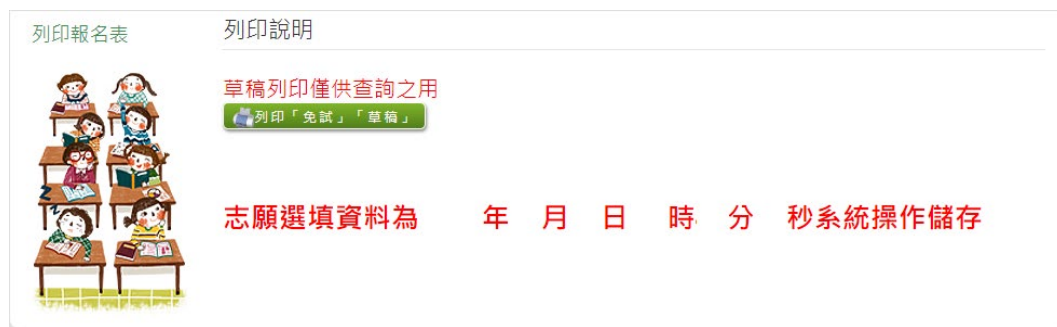 列印報名表
列印說明
草稿列印僅供查詢之用
列印「免試」「草稿」
志願選填資料為 年 月 日 時 分 秒系統操作儲存